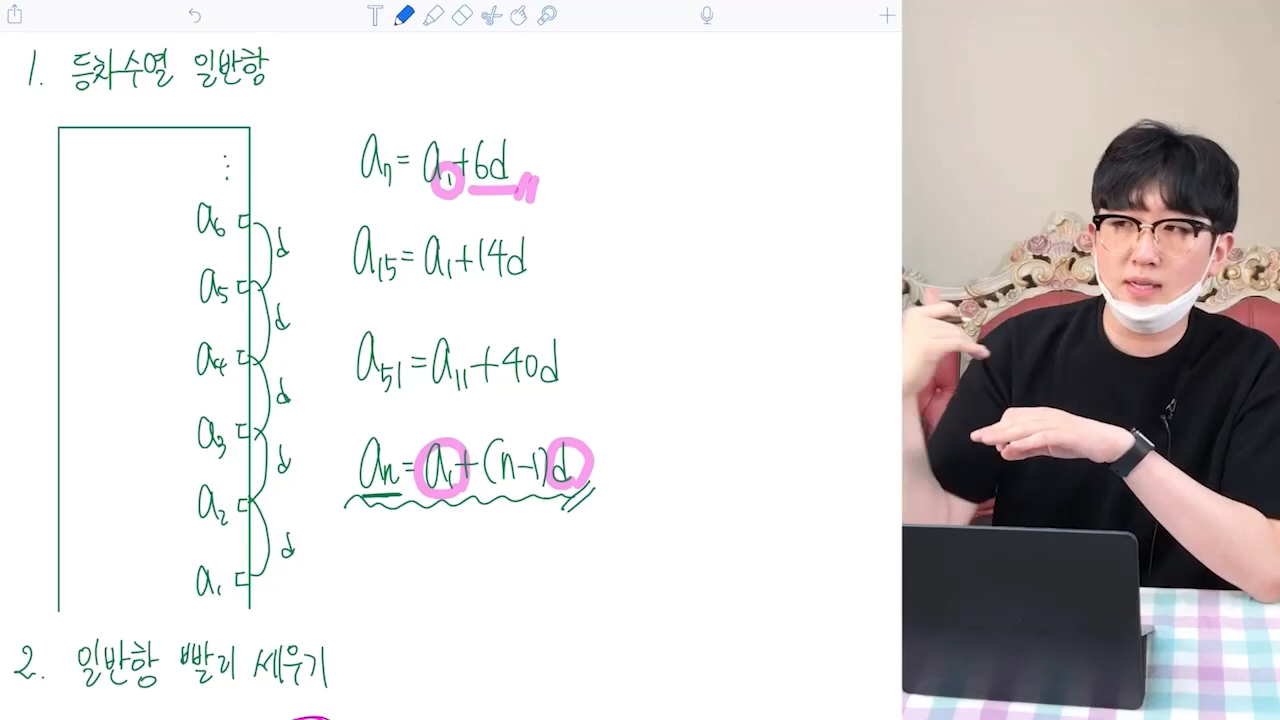 1. 등차수열 일반항
⋮
a₆
d
a₅
d
a₄
d
a₃
d
a₂
d
a₁
a₇ = a₁ + 6d
a₁₅ = a₁ + 14d
a₅₁ = a₁₁ + 40d
aₙ = a₁ + (n-1)d
2. 일반항 빨리 세우기